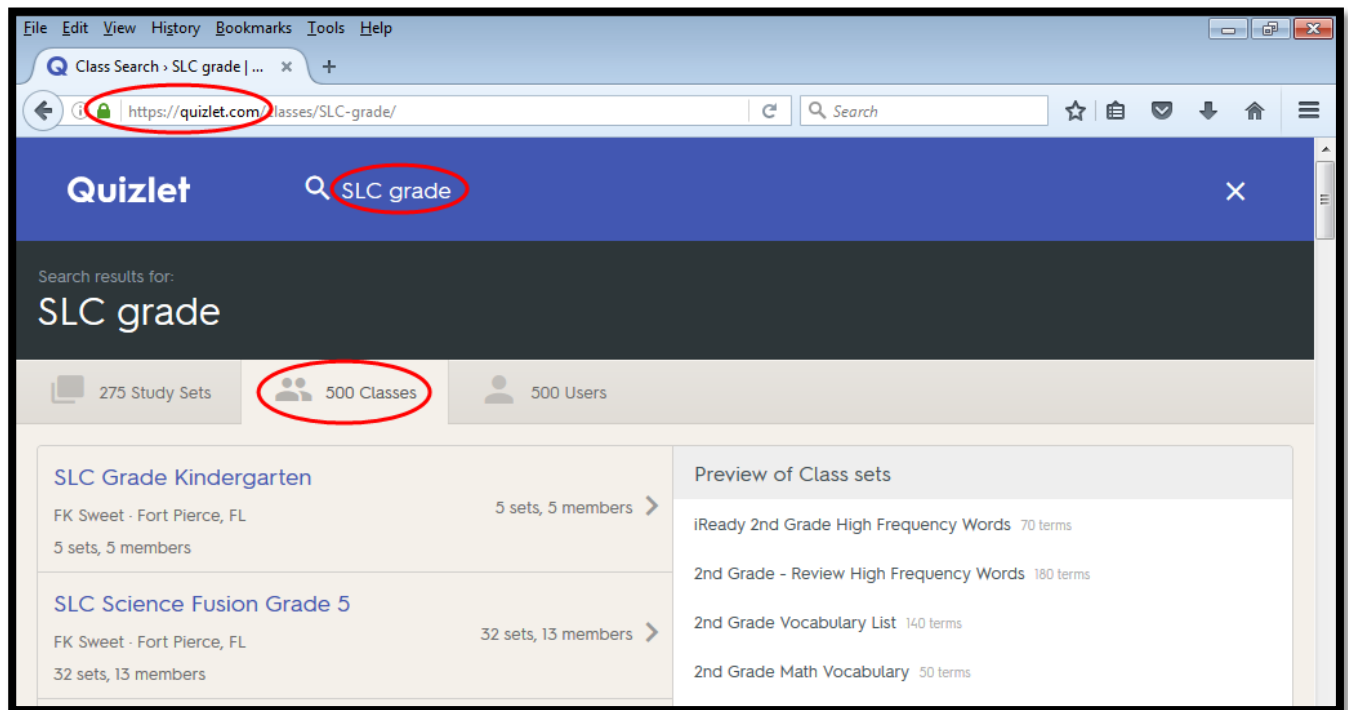 File Edit View History Bookmarks Tools Help
Class Search › SLC grade | ...
https://quizlet.com/classes/SLC-grade/
Search
Quizlet
SLC grade
Search results for:
SLC grade
275 Study Sets
500 Classes
500 Users
SLC Grade Kindergarten
FK Sweet · Fort Pierce, FL
5 sets, 5 members
5 sets, 5 members
SLC Science Fusion Grade 5
FK Sweet · Fort Pierce, FL
32 sets, 13 members
32 sets, 13 members
Preview of Class sets
iReady 2nd Grade High Frequency Words 70 terms
2nd Grade - Review High Frequency Words 180 terms
2nd Grade Vocabulary List 140 terms
2nd Grade Math Vocabulary 50 terms